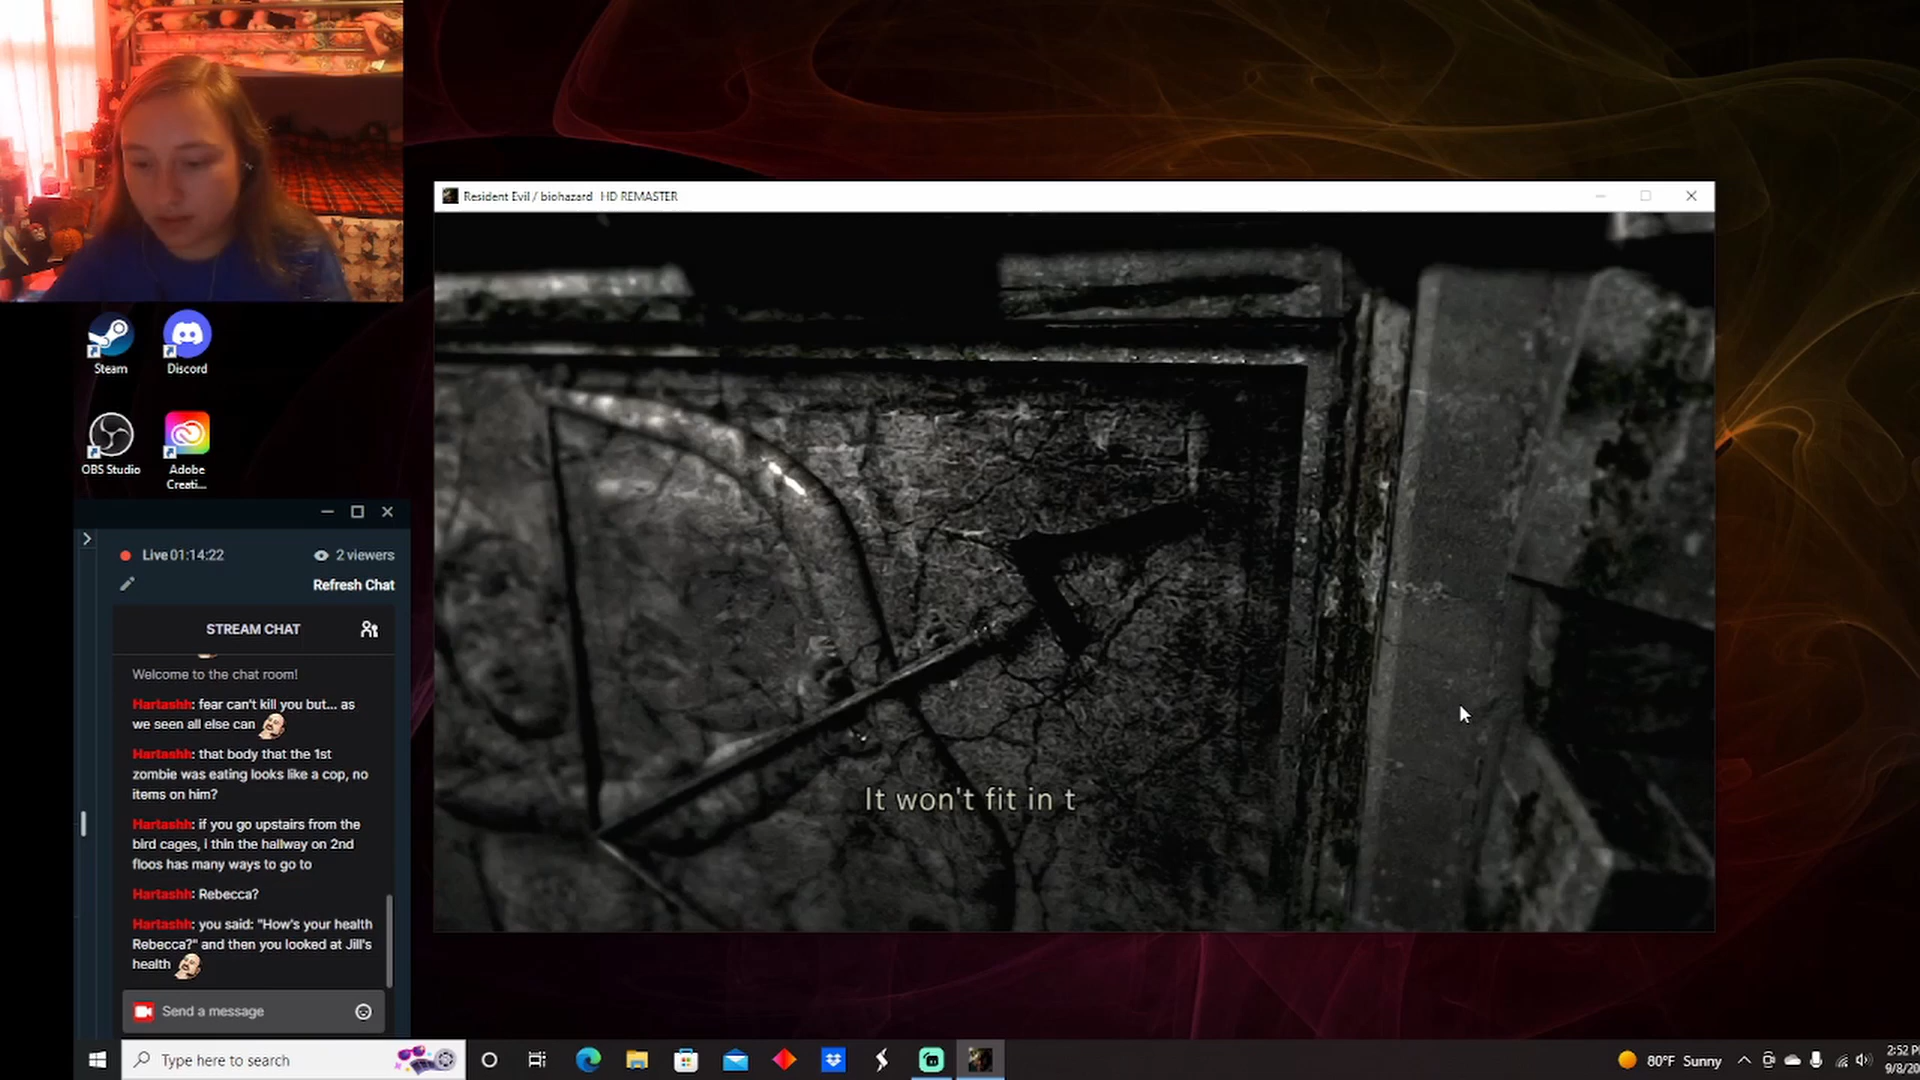 Resident Evil / biohazard HD REMASTER
Steam
Discord
OBS Studio
Adobe
Creati...
Live 01:14:22
2 viewers
Refresh Chat
STREAM CHAT
Welcome to the chat room!
Hartashh: fear can't kill you but... as
we seen all else can
Hartashh: that body that the 1st
zombie was eating looks like a cop, no
items on him?
Hartashh: if you go upstairs from the
bird cages, i thin the hallway on 2nd
floos has many ways to go to
Hartashh: Rebecca?
Hartashh: you said: "How's your health
Rebecca?" and then you looked at Jill's
health
Send a message
It won't fit in t
Type here to search
80°F Sunny
2:52 P
9/8/20